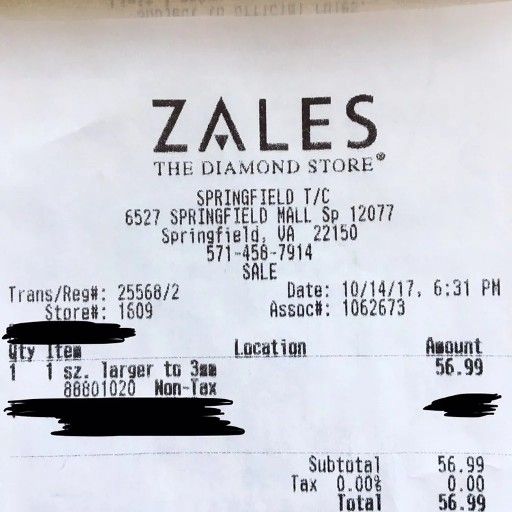 ZALES
THE DIAMOND STORE®
SPRINGFIELD T/C
6527 SPRINGFIELD MALL Sp 12077
Springfield, VA 22150
571-458-7914
SALE
Trans/Reg#: 25568/2 Date: 10/14/17, 6:31 PM
Store#: 1609 Assoc#: 1062673
Qty Item Location Amount
1 1 sz. larger to 3mm 56.99
88801020 Non-Tax
Subtotal 56.99
Tax 0.00% 0.00
Total 56.99